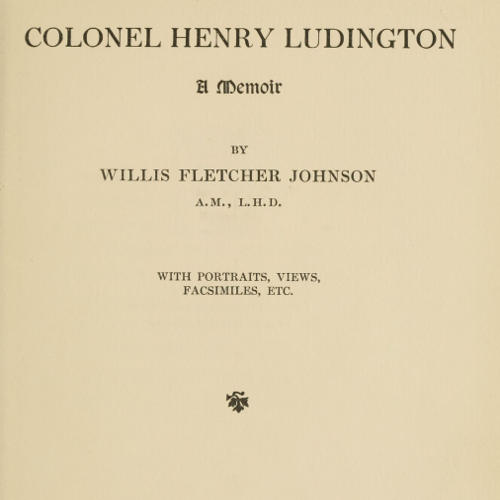 COLONEL HENRY LUDINGTON
A Memoir
BY
WILLIS FLETCHER JOHNSON
A.M., L.H.D.
WITH PORTRAITS, VIEWS,
FACSIMILES, ETC.